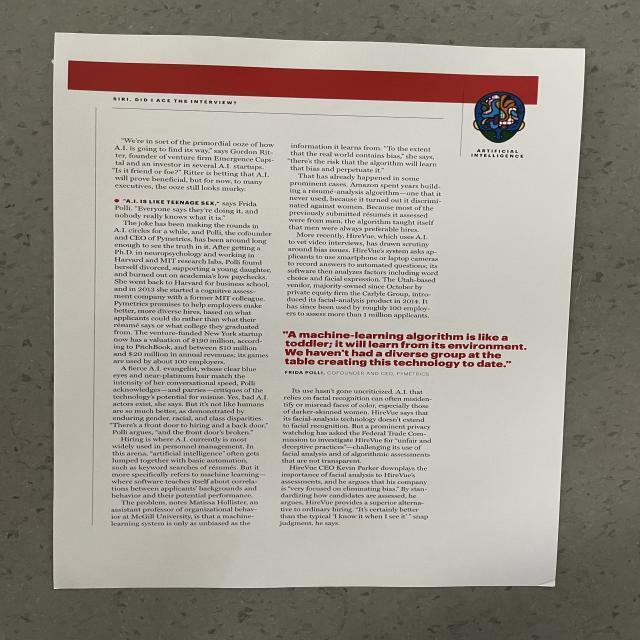 SIRI, DID I ACE THE INTERVIEW?
ARTIFICIAL
INTELLIGENCE
"We're in sort of the primordial ooze of how
A.I. is going to find its way," says Gordon Rit-
ter, founder of venture firm Emergence Capi-
tal and an investor in several A.I. startups.
"Is it friend or foe?" Ritter is betting that A.I.
will prove beneficial, but for now, to many
executives, the ooze still looks murky.
"A.I. IS LIKE TEENAGE SEX," says Frida
Polli. "Everyone says they're doing it, and
nobody really knows what it is."
The joke has been making the rounds in
A.I. circles for a while, and Polli, the cofounder
and CEO of Pymetrics, has been around long
enough to see the truth in it. After getting a
Ph.D. in neuropsychology and working in
Harvard and MIT research labs, Polli found
herself divorced, supporting a young daughter,
and burned out on academia's low paychecks.
She went back to Harvard for business school,
and in 2013 she started a cognitive assess-
ment company with a former MIT colleague.
Pymetrics promises to help employers make
better, more diverse hires, based on what
applicants could do rather than what their
résumé says or what college they graduated
from. The venture-funded New York startup
now has a valuation of $190 million, accord-
ing to PitchBook, and between $10 million
and $20 million in annual revenues; its games
are used by about 100 employers.
A fierce A.I. evangelist, whose clear blue
eyes and near-platinum hair match the
intensity of her conversational speed, Polli
acknowledges—and parries—critiques of the
technology's potential for misuse. Yes, bad A.I.
actors exist, she says. But it's not like humans
are so much better, as demonstrated by
enduring gender, racial, and class disparities.
"There's a front door to hiring and a back door,"
Polli argues, "and the front door's broken."
Hiring is where A.I. currently is most
widely used in personnel management. In
this arena, "artificial intelligence" often gets
lumped together with basic automation,
such as keyword searches of résumés. But it
more specifically refers to machine learning—
where software teaches itself about correla-
tions between applicants' backgrounds and
behavior and their potential performance.
The problem, notes Matissa Hollister, an
assistant professor of organizational behav-
ior at McGill University, is that a machine-
learning system is only as unbiased as the
information it learns from. "To the extent
that the real world contains bias," she says,
"there's the risk that the algorithm will learn
that bias and perpetuate it."
That has already happened in some
prominent cases. Amazon spent years build-
ing a résumé-analysis algorithm—one that it
never used, because it turned out it discrimi-
nated against women. Because most of the
previously submitted résumés it assessed
were from men, the algorithm taught itself
that men were always preferable hires.
More recently, HireVue, which uses A.I.
to vet video interviews, has drawn scrutiny
around bias issues. HireVue's system asks ap-
plicants to use smartphone or laptop cameras
to record answers to automated questions; its
software then analyzes factors including word
choice and facial expression. The Utah-based
vendor, majority-owned since October by
private equity firm the Carlyle Group, intro-
duced its facial-analysis product in 2014. It
has since been used by roughly 100 employ-
ers to assess more than 1 million applicants.
"A machine-learning algorithm is like a
toddler; it will learn from its environment.
We haven't had a diverse group at the
table creating this technology to date."
FRIDA POLLI, COFOUNDER AND CEO, PYMETRICS
Its use hasn't gone uncriticized. A.I. that
relies on facial recognition can often misiden-
tify or misread faces of color, especially those
of darker-skinned women. HireVue says that
its facial-analysis technology doesn't extend
to facial recognition. But a prominent privacy
watchdog has asked the Federal Trade Com-
mission to investigate HireVue for "unfair and
deceptive practices"—challenging its use of
facial analysis and of algorithmic assessments
that are not transparent.
HireVue CEO Kevin Parker downplays the
importance of facial analysis to HireVue's
assessments, and he argues that his company
is "very focused on eliminating bias." By stan-
dardizing how candidates are assessed, he
argues, HireVue provides a superior alterna-
tive to ordinary hiring. "It's certainly better
than the typical 'I know it when I see it' " snap
judgment, he says.